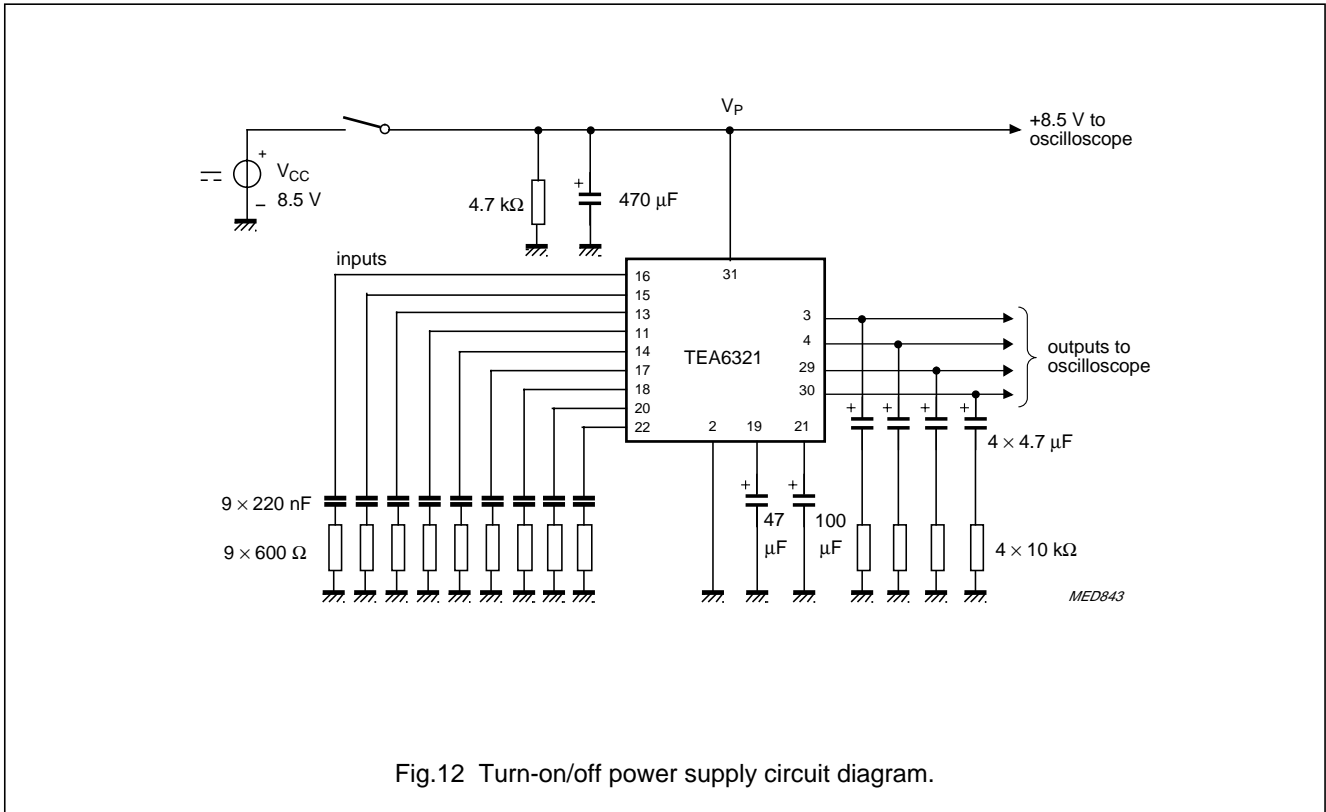 V_P
+8.5 V to
oscilloscope
+
V_CC
8.5 V
−
4.7 kΩ
+
470 μF
inputs
16
15
13
11
14
17
18
20
22
31
TEA6321
3
4
29
30
2
19
21
outputs to
oscilloscope
+
+
+
+
4 × 4.7 μF
9 × 220 nF
9 × 600 Ω
+
47
μF
+
100
μF
4 × 10 kΩ
MED843
Fig.12 Turn-on/off power supply circuit diagram.